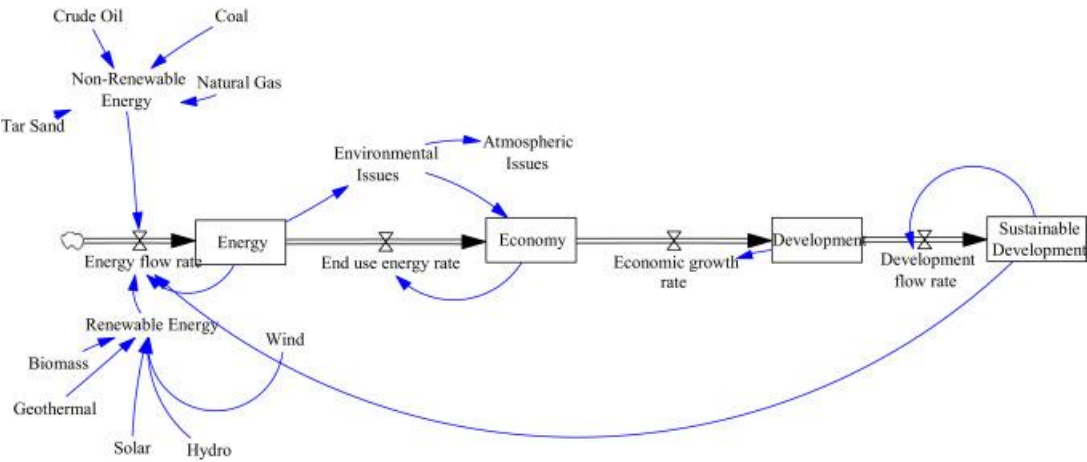 Crude Oil
Coal
Non-Renewable
Energy
Natural Gas
Tar Sand
Environmental
Issues
Atmospheric
Issues
Energy
Economy
Development
Sustainable
Development
Energy flow rate
End use energy rate
Economic growth
rate
Development
flow rate
Renewable Energy
Wind
Biomass
Geothermal
Solar
Hydro